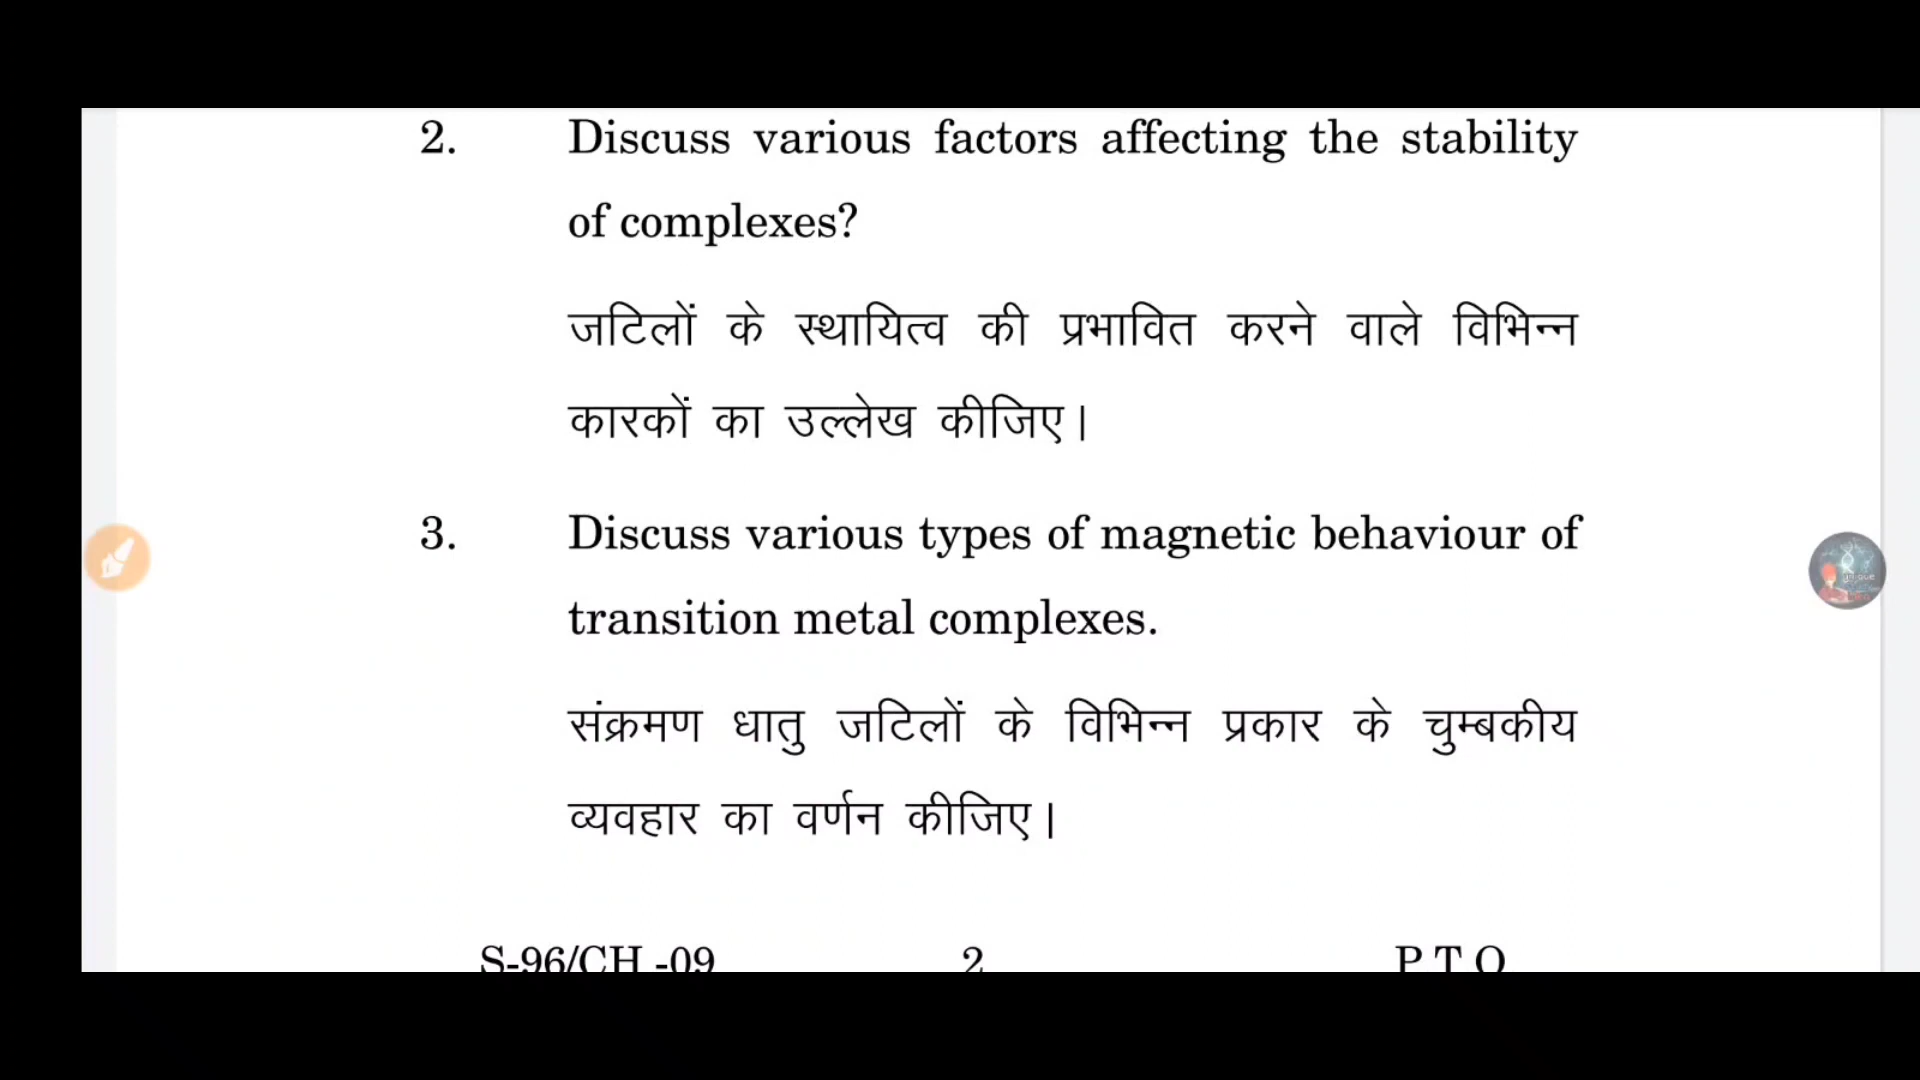 2. Discuss various factors affecting the stability
of complexes?
जटिलों के स्थायित्व की प्रभावित करने वाले विभिन्न
कारकों का उल्लेख कीजिए।
3. Discuss various types of magnetic behaviour of
transition metal complexes.
संक्रमण धातु जटिलों के विभिन्न प्रकार के चुम्बकीय
व्यवहार का वर्णन कीजिए।
S-96/CH -09 2 P T O